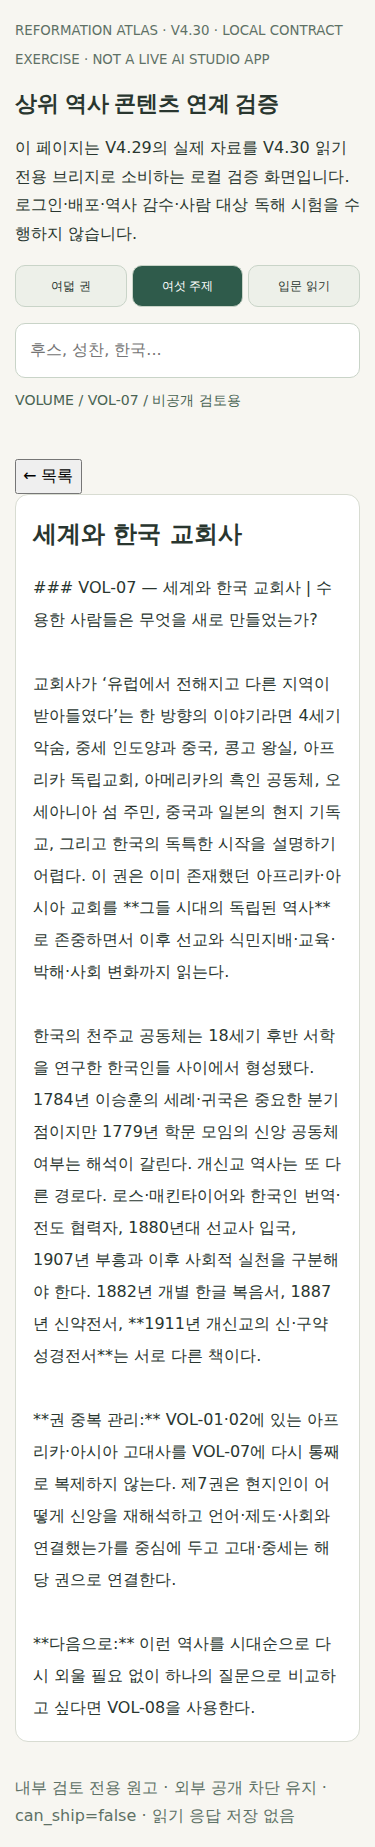 REFORMATION ATLAS · V4.30 · LOCAL CONTRACT
EXERCISE · NOT A LIVE AI STUDIO APP
상위 역사 콘텐츠 연계 검증
이 페이지는 V4.29의 실제 자료를 V4.30 읽기
전용 브리지로 소비하는 로컬 검증 화면입니다.
로그인·배포·역사 감수·사람 대상 독해 시험을 수
행하지 않습니다.
여덟 권
여섯 주제
입문 읽기
후스, 성찬, 한국…
VOLUME / VOL-07 / 비공개 검토용
← 목록
세계와 한국 교회사
### VOL-07 — 세계와 한국 교회사 | 수
용한 사람들은 무엇을 새로 만들었는가?
교회사가 ‘유럽에서 전해지고 다른 지역이
받아들였다’는 한 방향의 이야기라면 4세기
악숨, 중세 인도양과 중국, 콩고 왕실, 아프
리카 독립교회, 아메리카의 흑인 공동체, 오
세아니아 섬 주민, 중국과 일본의 현지 기독
교, 그리고 한국의 독특한 시작을 설명하기
어렵다. 이 권은 이미 존재했던 아프리카·아
시아 교회를 **그들 시대의 독립된 역사**
로 존중하면서 이후 선교와 식민지배·교육·
박해·사회 변화까지 읽는다.
한국의 천주교 공동체는 18세기 후반 서학
을 연구한 한국인들 사이에서 형성됐다.
1784년 이승훈의 세례·귀국은 중요한 분기
점이지만 1779년 학문 모임의 신앙 공동체
여부는 해석이 갈린다. 개신교 역사는 또 다
른 경로다. 로스·매킨타이어와 한국인 번역·
전도 협력자, 1880년대 선교사 입국,
1907년 부흥과 이후 사회적 실천을 구분해
야 한다. 1882년 개별 한글 복음서, 1887
년 신약전서, **1911년 개신교의 신·구약
성경전서**는 서로 다른 책이다.
**권 중복 관리:** VOL-01·02에 있는 아프
리카·아시아 고대사를 VOL-07에 다시 통째
로 복제하지 않는다. 제7권은 현지인이 어
떻게 신앙을 재해석하고 언어·제도·사회와
연결했는가를 중심에 두고 고대·중세는 해
당 권으로 연결한다.
**다음으로:** 이런 역사를 시대순으로 다
시 외울 필요 없이 하나의 질문으로 비교하
고 싶다면 VOL-08을 사용한다.
내부 검토 전용 원고 · 외부 공개 차단 유지 ·
can_ship=false · 읽기 응답 저장 없음